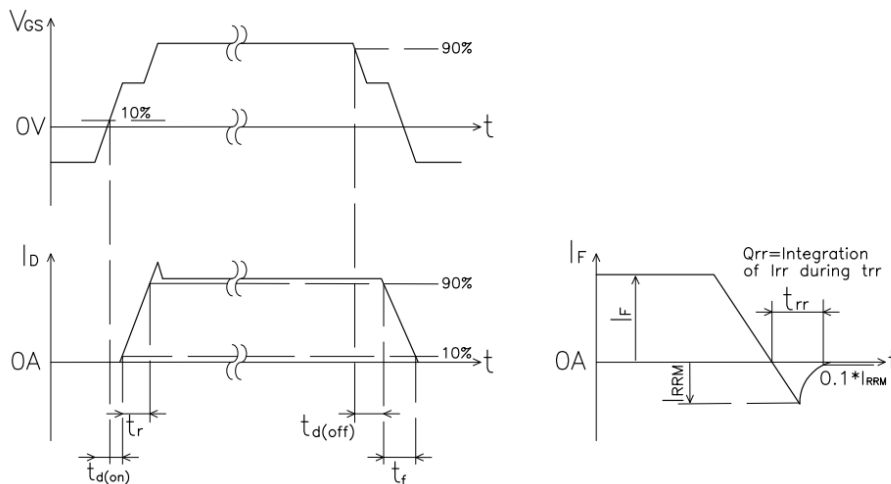 VGS
90%
10%
0V
t
ID
90%
10%
0A
t
tr
td(off)
td(on)
tf
IF
Qrr=Integration
of Irr during trr
trr
IF
0A
t
IRRM
0.1*IRRM